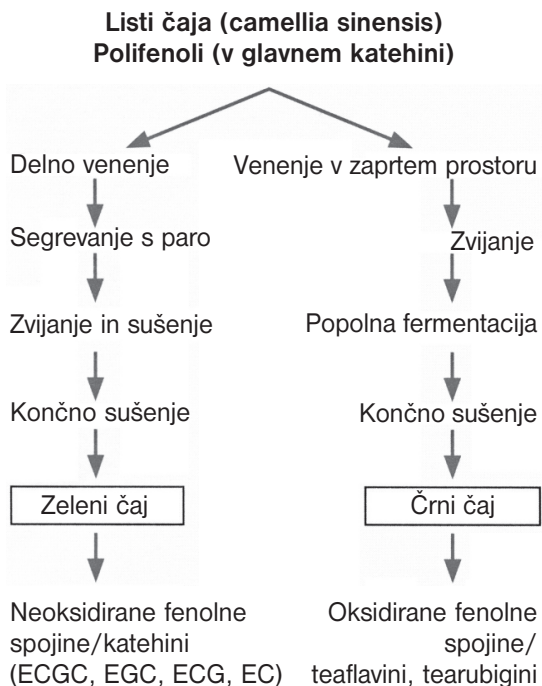 Listi čaja (camellia sinensis)
Polifenoli (v glavnem katehini)
Delno venenje
Segrevanje s paro
Zvijanje in sušenje
Končno sušenje
Zeleni čaj
Neoksidirane fenolne
spojine/katehini
(ECGC, EGC, ECG, EC)
Venenje v zaprtem prostoru
Zvijanje
Popolna fermentacija
Končno sušenje
Črni čaj
Oksidirane fenolne
spojine/
teaflavini, tearubigini